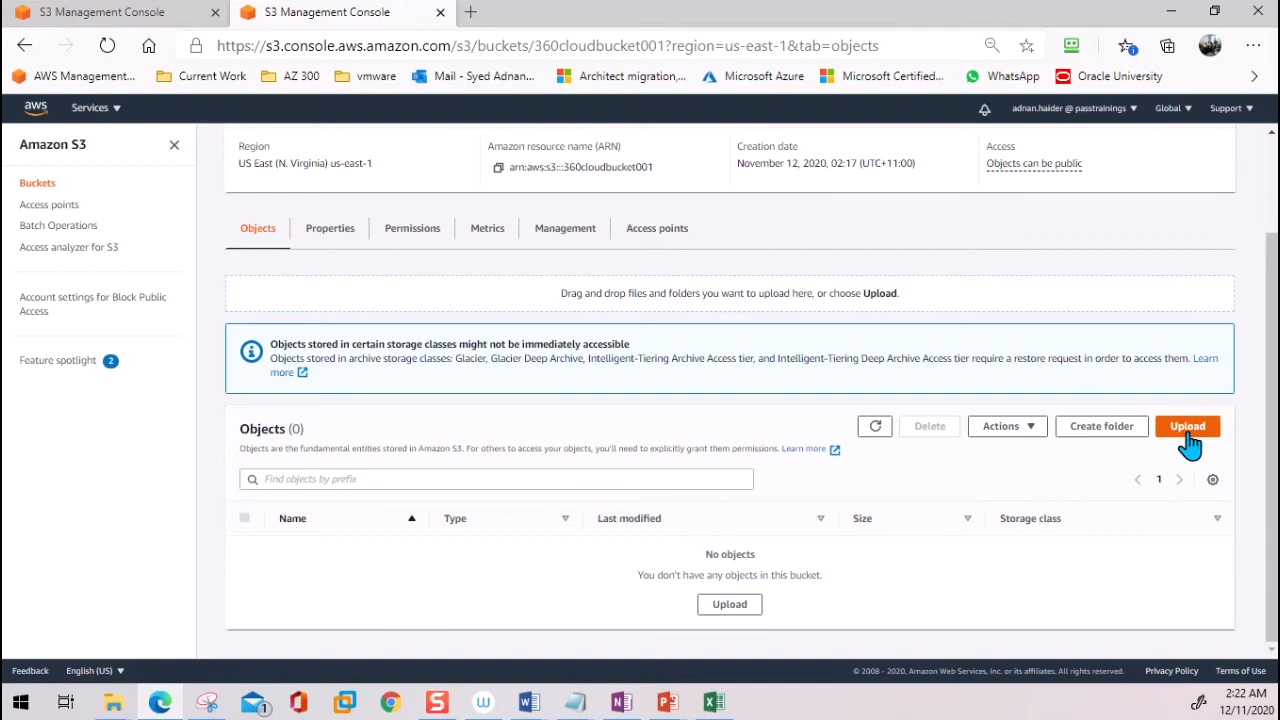 S3 Management Console
S3 Management Console
https://s3.console.aws.amazon.com/s3/buckets/360cloudbucket001?region=us-east-1&tab=objects
AWS Management... Current Work AZ 300 vmware Mail - Syed Adnan... Architect migration,... Microsoft Azure Microsoft Certified... WhatsApp Oracle University
aws Services adnan.haider @ passtrainings Global Support
Amazon S3
Buckets
Access points
Batch Operations
Access analyzer for S3
Account settings for Block Public
Access
Feature spotlight 2
Region Amazon resource name (ARN) Creation date Access
US East (N. Virginia) us-east-1 arn:aws:s3:::360cloudbucket001 November 12, 2020, 02:17 (UTC+11:00) Objects can be public
Objects Properties Permissions Metrics Management Access points
Drag and drop files and folders you want to upload here, or choose Upload.
Objects stored in certain storage classes might not be immediately accessible
Objects stored in archive storage classes: Glacier, Glacier Deep Archive, Intelligent-Tiering Archive Access tier, and Intelligent-Tiering Deep Archive Access tier require a restore request in order to access them. Learn
more
Objects (0) Delete Actions Create folder Upload
Objects are the fundamental entities stored in Amazon S3. For others to access your objects, you'll need to explicitly grant them permissions. Learn more
Find objects by prefix 1
Name Type Last modified Size Storage class
No objects
You don't have any objects in this bucket.
Upload
Feedback English (US) © 2008 - 2020, Amazon Web Services, Inc. or its affiliates. All rights reserved. Privacy Policy Terms of Use
2:22 AM
12/11/2020